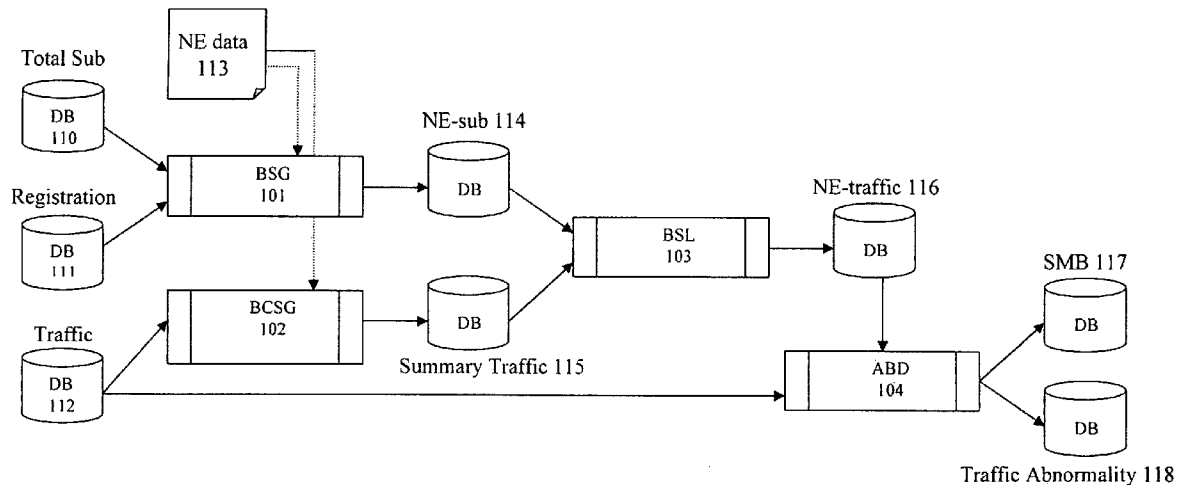 Total Sub
DB
110
NE data
113
Registration
DB
111
BSG
101
NE-sub 114
DB
BSL
103
NE-traffic 116
DB
Traffic
DB
112
BCSG
102
DB
Summary Traffic 115
ABD
104
SMB 117
DB
DB
Traffic Abnormality 118